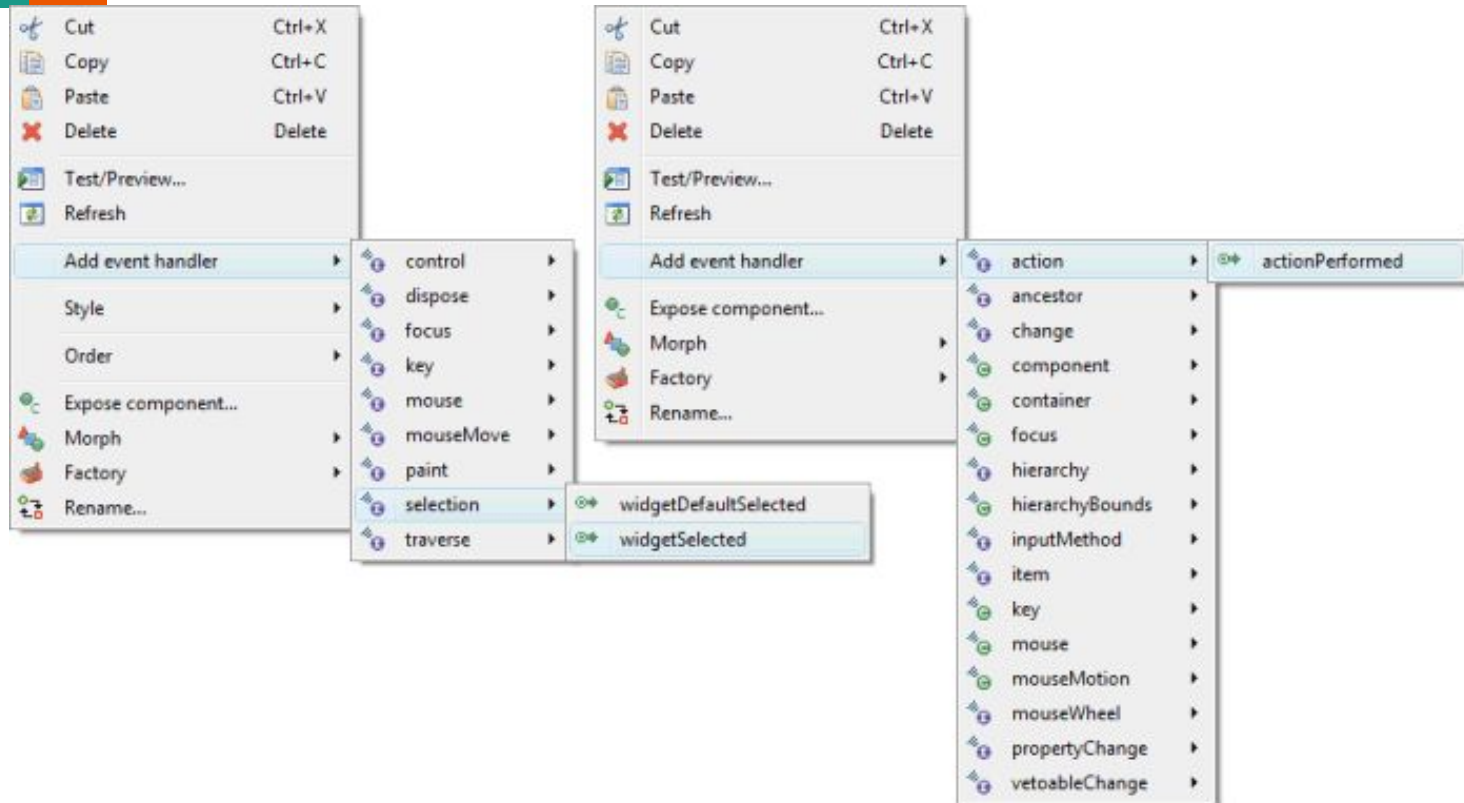 Cut Ctrl+X
Copy Ctrl+C
Paste Ctrl+V
Delete Delete
Test/Preview...
Refresh
Add event handler
Style
Order
Expose component...
Morph
Factory
Rename...
control
dispose
focus
key
mouse
mouseMove
paint
selection
traverse
widgetDefaultSelected
widgetSelected
Cut Ctrl+X
Copy Ctrl+C
Paste Ctrl+V
Delete Delete
Test/Preview...
Refresh
Add event handler
Expose component...
Morph
Factory
Rename...
action
ancestor
change
component
container
focus
hierarchy
hierarchyBounds
inputMethod
item
key
mouse
mouseMotion
mouseWheel
propertyChange
vetoableChange
actionPerformed